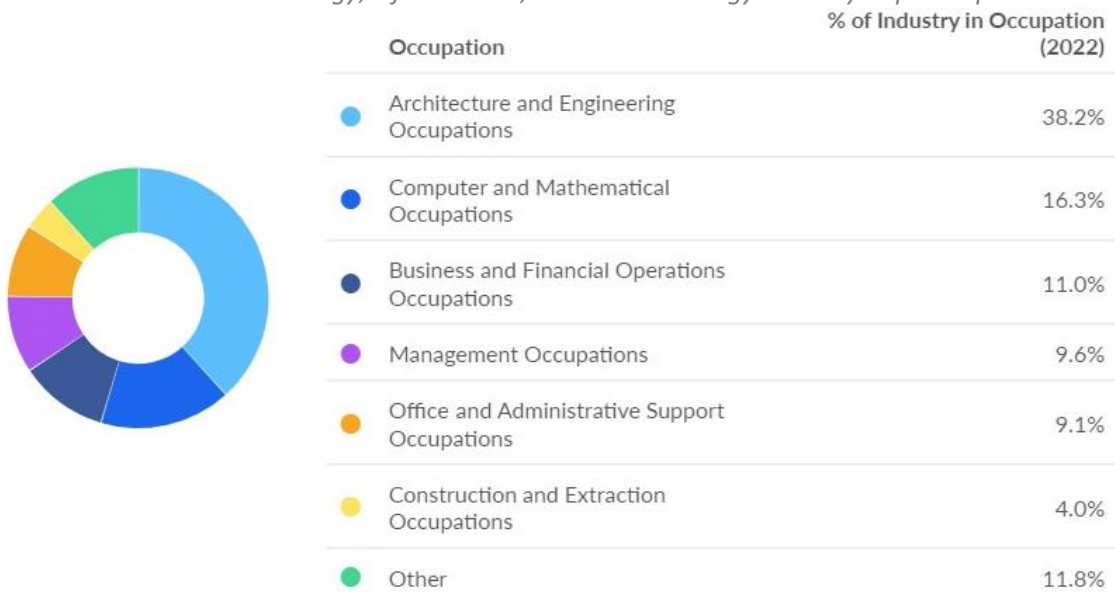 % of Industry in Occupation
Occupation
(2022)
Architecture and Engineering
Occupations
38.2%
Computer and Mathematical
Occupations
16.3%
Business and Financial Operations
Occupations
11.0%
Management Occupations
9.6%
Office and Administrative Support
Occupations
9.1%
Construction and Extraction
Occupations
4.0%
Other
11.8%